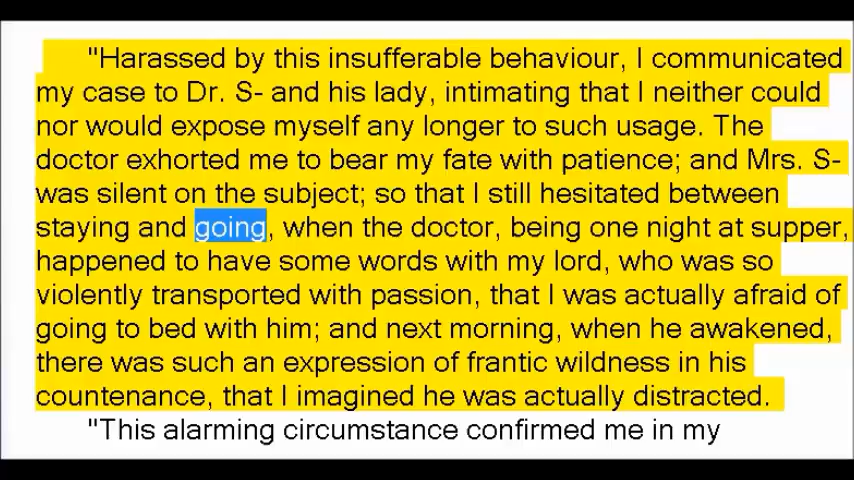 "Harassed by this insufferable behaviour, I communicated
my case to Dr. S- and his lady, intimating that I neither could
nor would expose myself any longer to such usage. The
doctor exhorted me to bear my fate with patience; and Mrs. S-
was silent on the subject; so that I still hesitated between
staying and going, when the doctor, being one night at supper,
happened to have some words with my lord, who was so
violently transported with passion, that I was actually afraid of
going to bed with him; and next morning, when he awakened,
there was such an expression of frantic wildness in his
countenance, that I imagined he was actually distracted.
"This alarming circumstance confirmed me in my